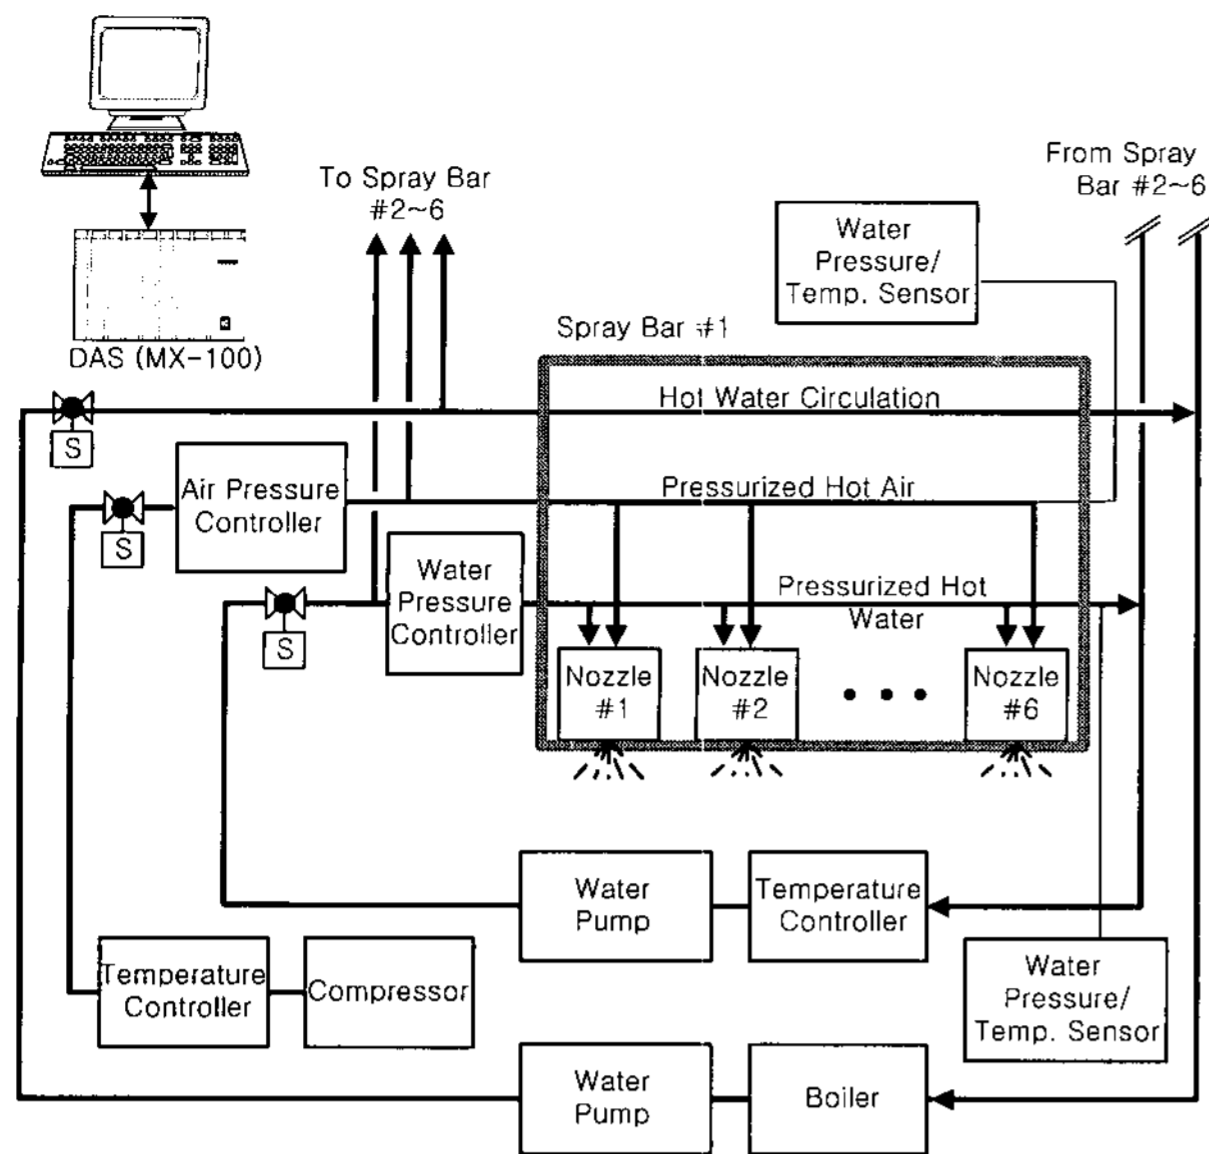 To Spray Bar
#2~6
From Spray
Bar #2~6
Water
Pressure/
Temp. Sensor
DAS (MX-100)
Spray Bar #1
Hot Water Circulation
S
Air Pressure
Controller
Pressurized Hot Air
S
Water
Pressure
Controller
Pressurized Hot
Water
S
Nozzle
#1
Nozzle
#2
• • •
Nozzle
#6
Water
Pump
Temperature
Controller
Temperature
Controller
Compressor
Water
Pressure/
Temp. Sensor
Water
Pump
Boiler